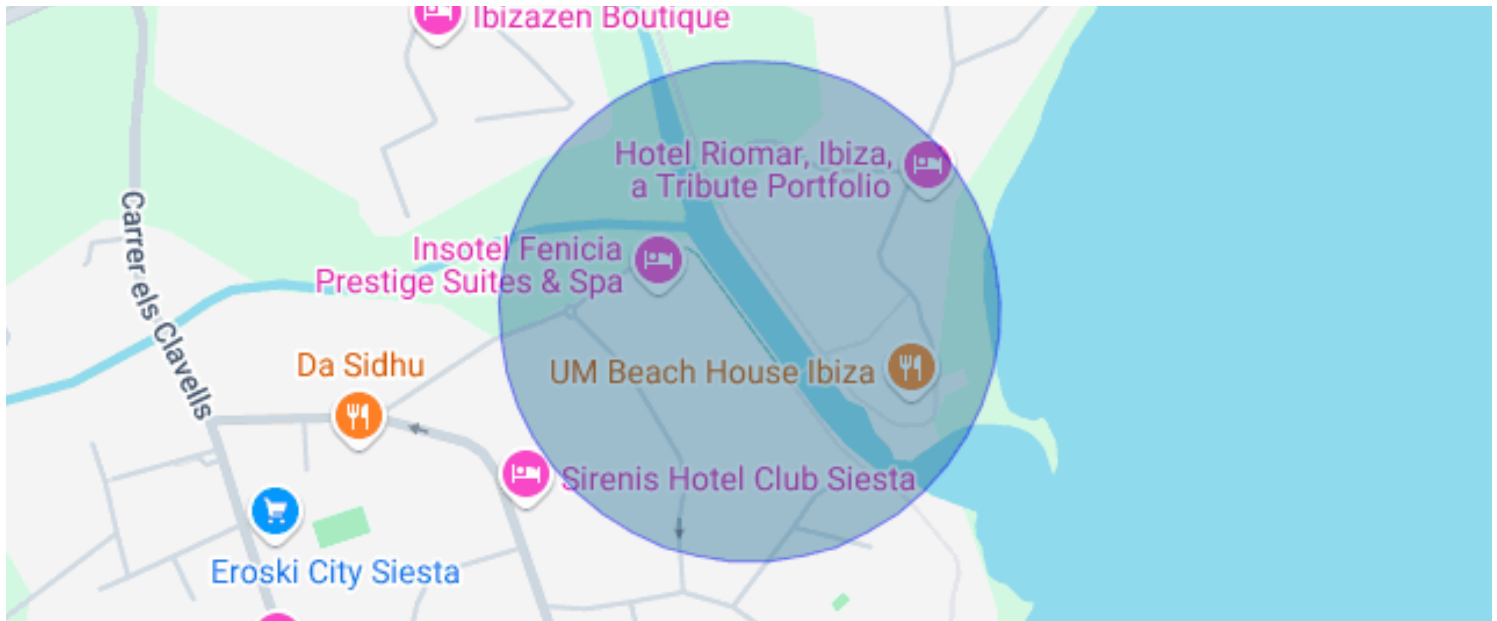 Ibizazen Boutique
Hotel Riomar, Ibiza,
a Tribute Portfolio
Carrer els Clavells
Insotel Fenicia
Prestige Suites & Spa
Da Sidhu
UM Beach House Ibiza
Sirenis Hotel Club Siesta
Eroski City Siesta